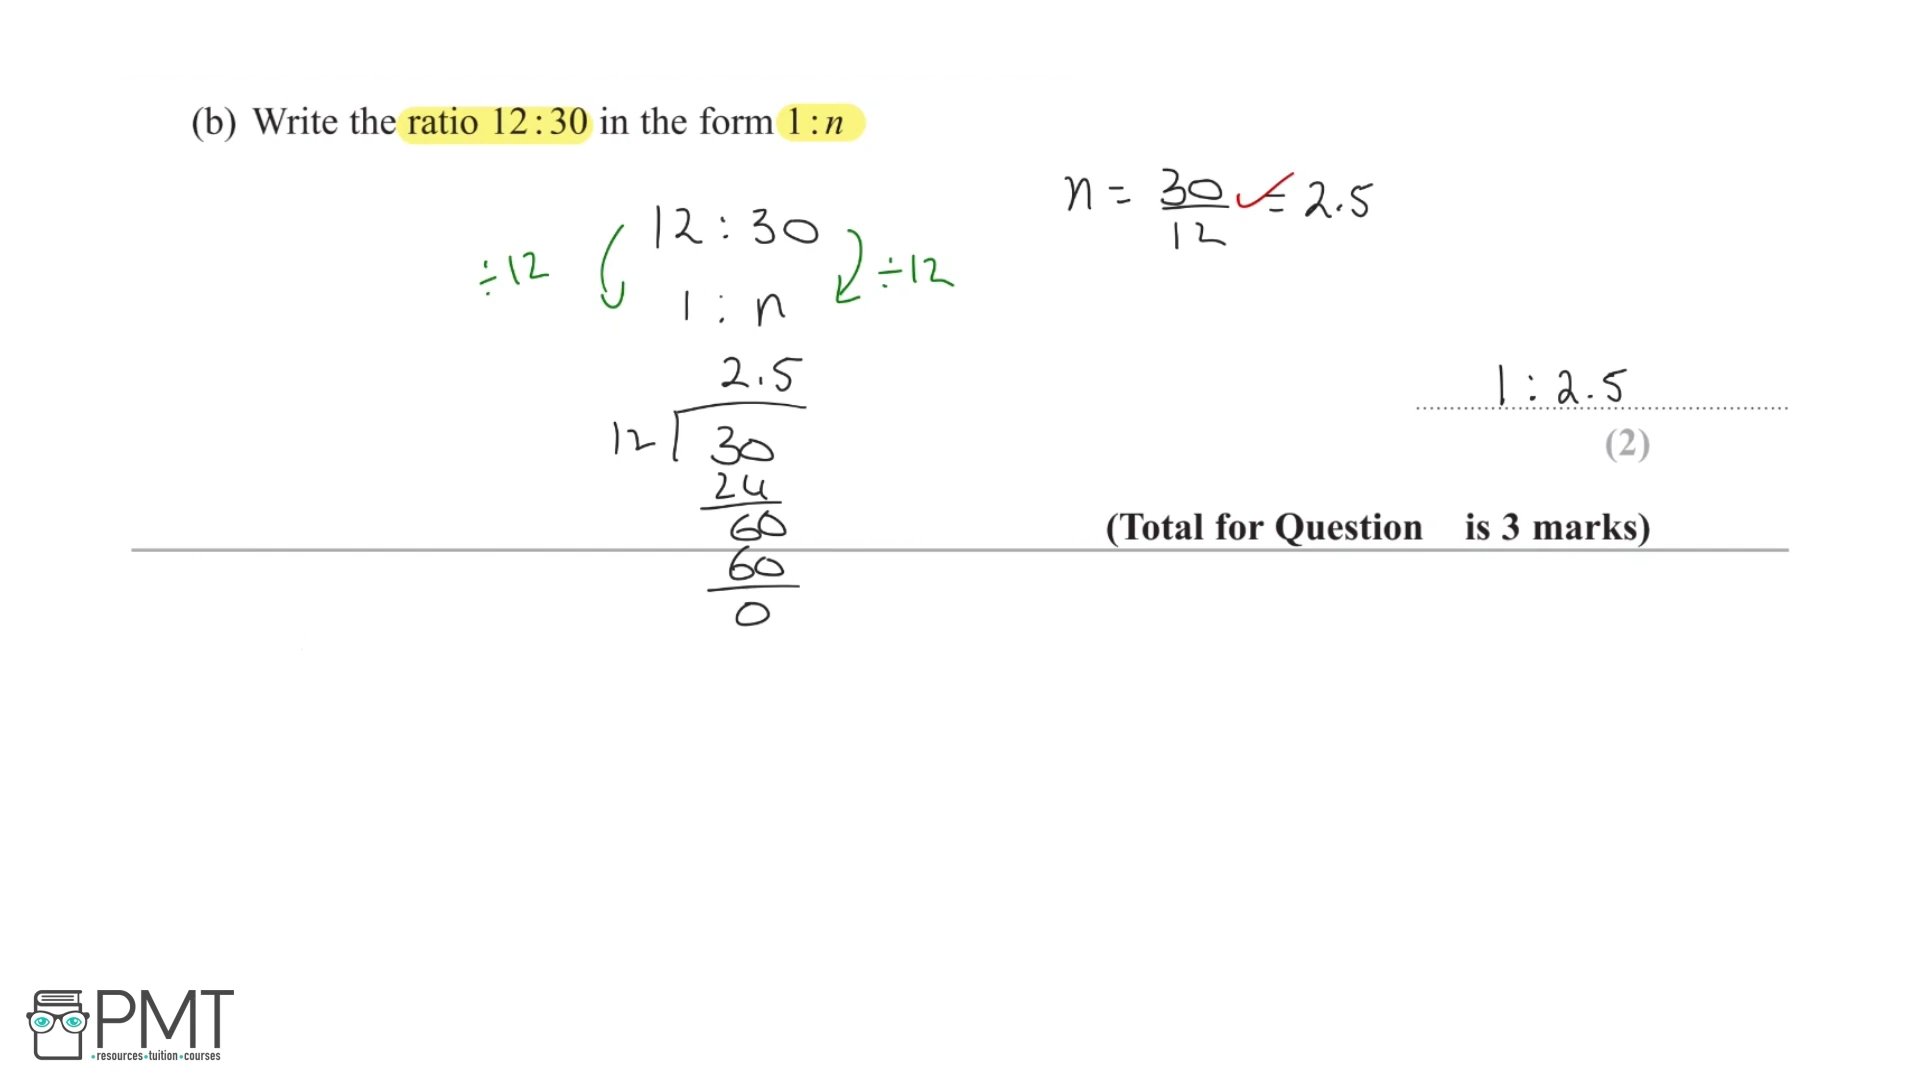 (b) Write the ratio 12 : 30 in the form 1 : n
n = 30/12 = 2.5
12 : 30
÷12 ÷12
1 : n
2.5
12 30
24
60
60
0
1 : 2.5
(2)
(Total for Question is 3 marks)
PMT
resources tuition courses